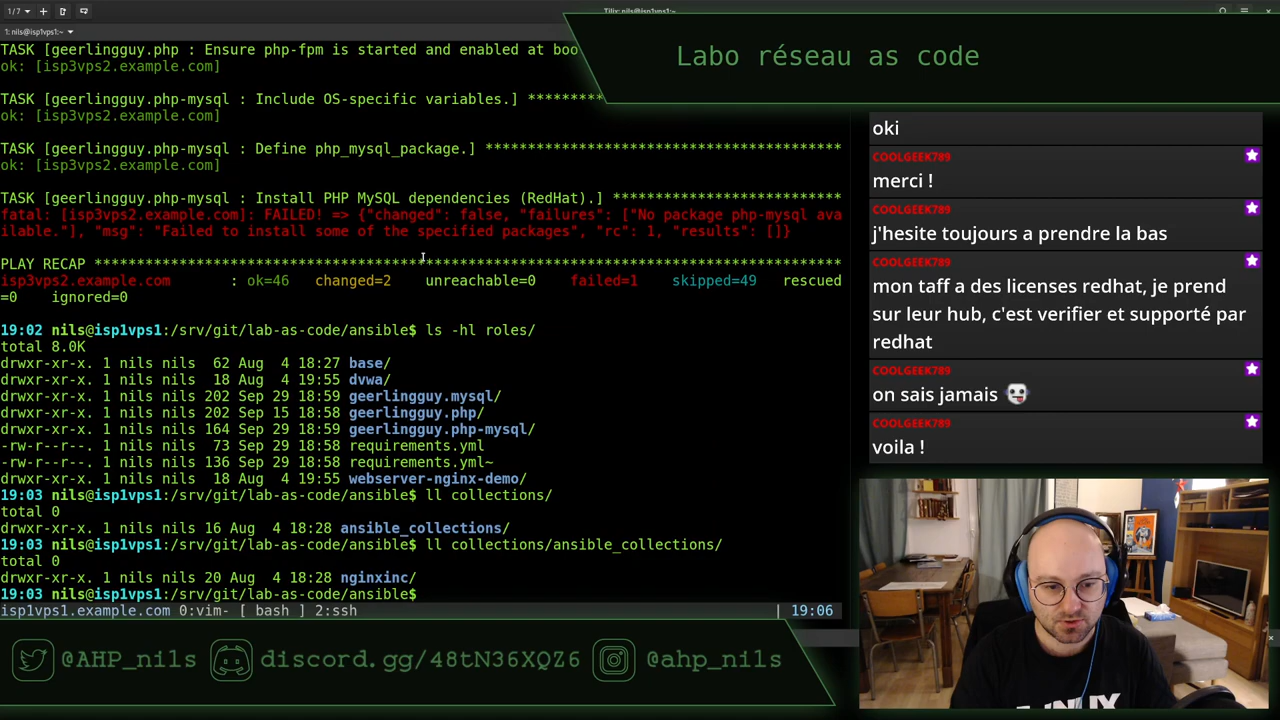 1/7
Tilix: nils@isp1vps1:~
1: nils@isp1vps1:~
TASK [geerlingguy.php : Ensure php-fpm is started and enabled at boo
ok: [isp3vps2.example.com]
TASK [geerlingguy.php-mysql : Include OS-specific variables.] *********
ok: [isp3vps2.example.com]
TASK [geerlingguy.php-mysql : Define php_mysql_package.] ******************************************
ok: [isp3vps2.example.com]
TASK [geerlingguy.php-mysql : Install PHP MySQL dependencies (RedHat).] ***************************
fatal: [isp3vps2.example.com]: FAILED! => {"changed": false, "failures": ["No package php-mysql ava
ilable."], "msg": "Failed to install some of the specified packages", "rc": 1, "results": []}
PLAY RECAP ****************************************************************************************
isp3vps2.example.com : ok=46 changed=2 unreachable=0 failed=1 skipped=49 rescued
=0 ignored=0
19:02 nils@isp1vps1:/srv/git/lab-as-code/ansible$ ls -hl roles/
total 8.0K
drwxr-xr-x. 1 nils nils 62 Aug 4 18:27 base/
drwxr-xr-x. 1 nils nils 18 Aug 4 19:55 dvwa/
drwxr-xr-x. 1 nils nils 202 Sep 29 18:59 geerlingguy.mysql/
drwxr-xr-x. 1 nils nils 202 Sep 15 18:58 geerlingguy.php/
drwxr-xr-x. 1 nils nils 164 Sep 29 18:59 geerlingguy.php-mysql/
-rw-r--r--. 1 nils nils 73 Sep 29 18:58 requirements.yml
-rw-r--r--. 1 nils nils 136 Sep 29 18:58 requirements.yml~
drwxr-xr-x. 1 nils nils 18 Aug 4 19:55 webserver-nginx-demo/
19:03 nils@isp1vps1:/srv/git/lab-as-code/ansible$ ll collections/
total 0
drwxr-xr-x. 1 nils nils 16 Aug 4 18:28 ansible_collections/
19:03 nils@isp1vps1:/srv/git/lab-as-code/ansible$ ll collections/ansible_collections/
total 0
drwxr-xr-x. 1 nils nils 20 Aug 4 18:28 nginxinc/
19:03 nils@isp1vps1:/srv/git/lab-as-code/ansible$
isp1vps1.example.com 0:vim- [ bash ] 2:ssh | 19:06
Labo réseau as code
oki
COOLGEEK789
merci !
COOLGEEK789
j'hesite toujours a prendre la bas
COOLGEEK789
mon taff a des licenses redhat, je prend
sur leur hub, c'est verifier et supporté par
redhat
COOLGEEK789
on sais jamais
COOLGEEK789
voila !
@AHP_nils discord.gg/48tN36XQZ6 @ahp_nils